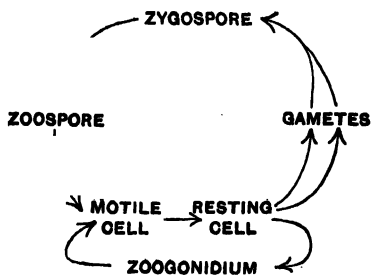 ZYGOSPORE
ZOOSPORE
GAMETES
MOTILE
CELL
RESTING
CELL
ZOOGONIDIUM